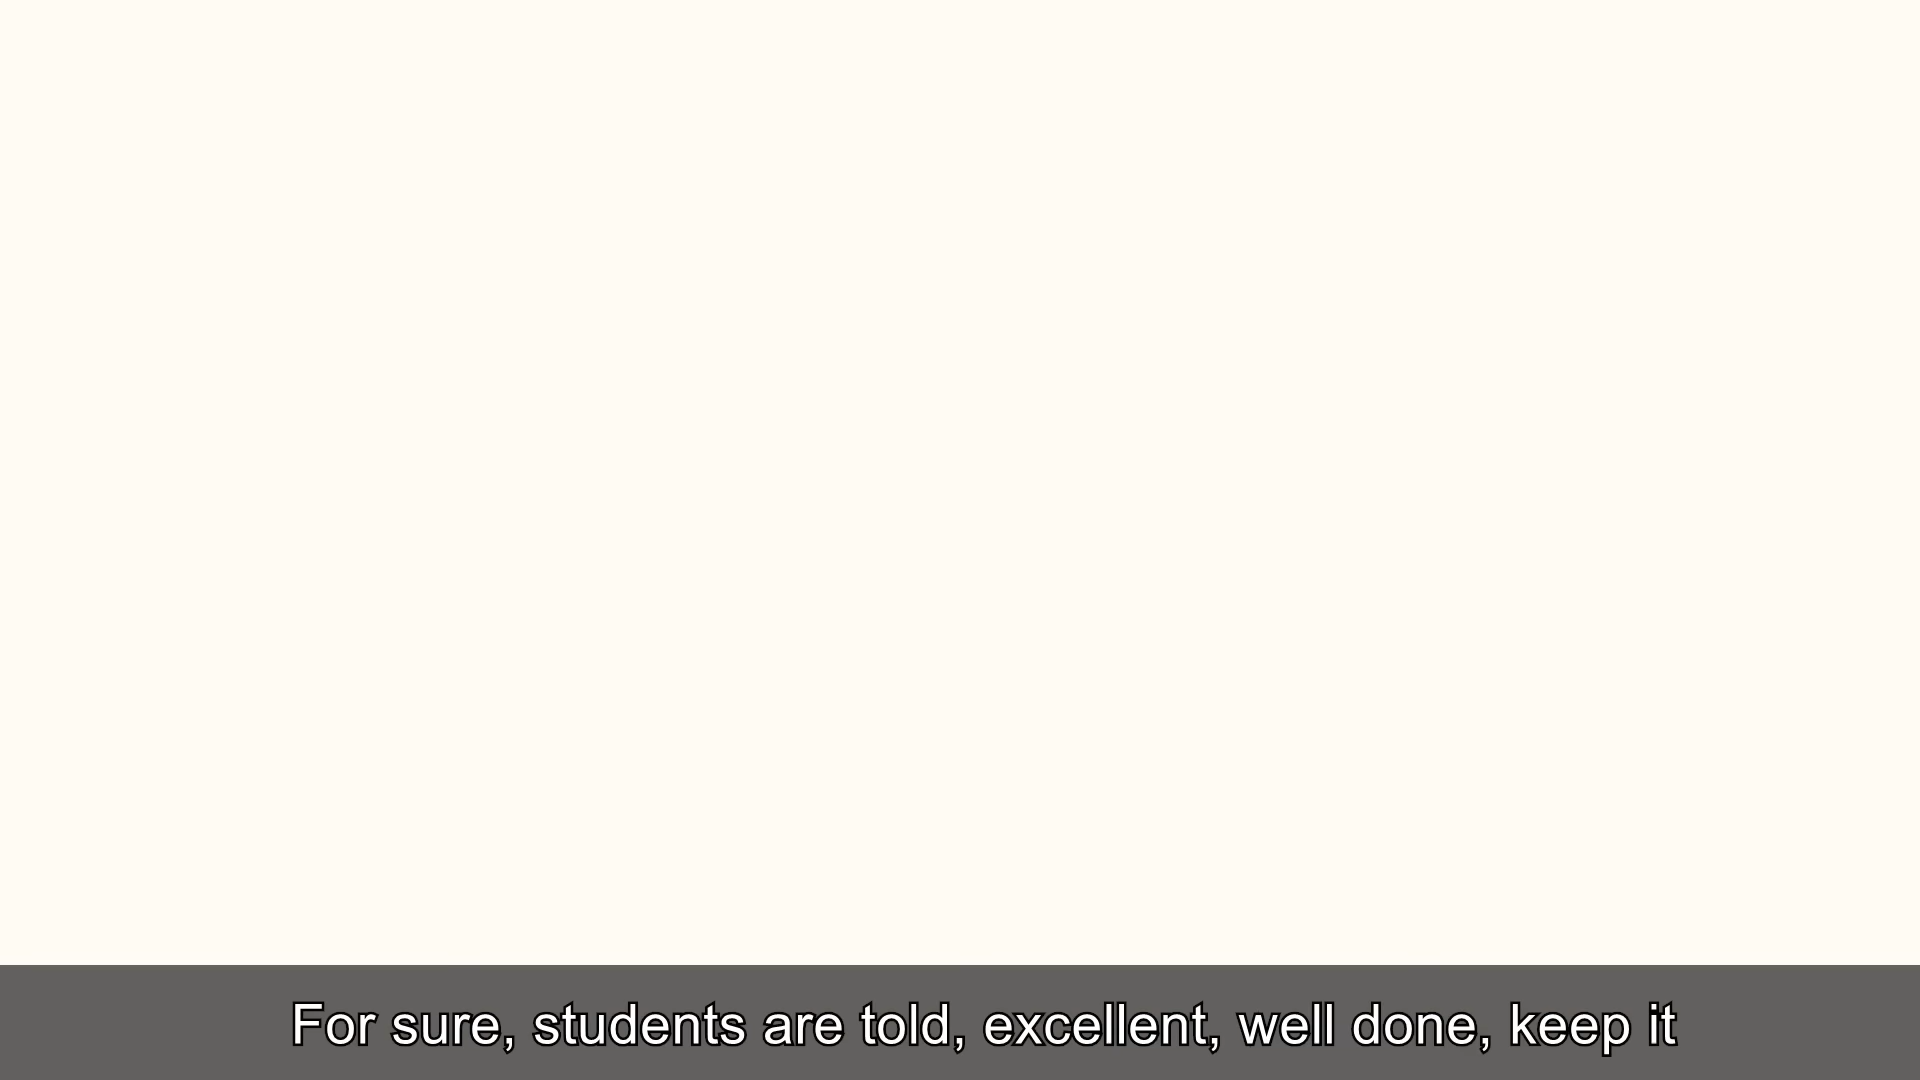 For sure, students are told, excellent, well done, keep it